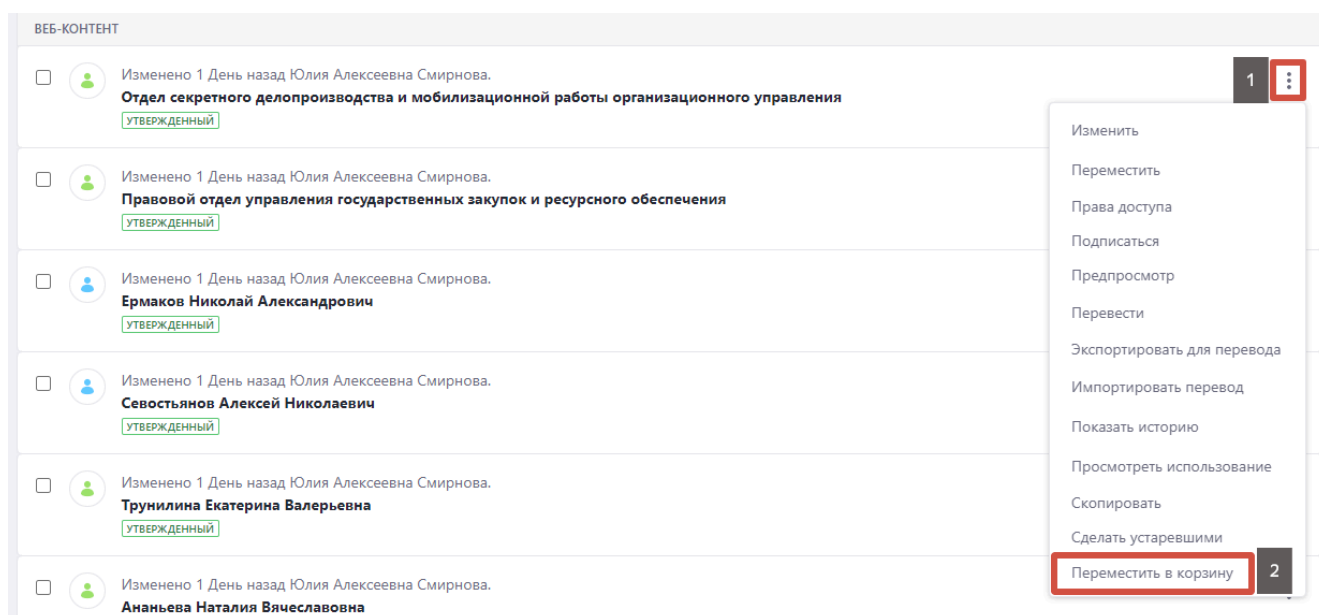 ВЕБ-КОНТЕНТ
Изменено 1 День назад Юлия Алексеевна Смирнова.
Отдел секретного делопроизводства и мобилизационной работы организационного управления
УТВЕРЖДЕННЫЙ
1
Изменено 1 День назад Юлия Алексеевна Смирнова.
Правовой отдел управления государственных закупок и ресурсного обеспечения
УТВЕРЖДЕННЫЙ
Изменено 1 День назад Юлия Алексеевна Смирнова.
Ермаков Николай Александрович
УТВЕРЖДЕННЫЙ
Изменено 1 День назад Юлия Алексеевна Смирнова.
Севостьянов Алексей Николаевич
УТВЕРЖДЕННЫЙ
Изменено 1 День назад Юлия Алексеевна Смирнова.
Трунилина Екатерина Валерьевна
УТВЕРЖДЕННЫЙ
Изменено 1 День назад Юлия Алексеевна Смирнова.
Ананьева Наталия Вячеславовна
Изменить
Переместить
Права доступа
Подписаться
Предпросмотр
Перевести
Экспортировать для перевода
Импортировать перевод
Показать историю
Просмотреть использование
Скопировать
Сделать устаревшими
Переместить в корзину
2